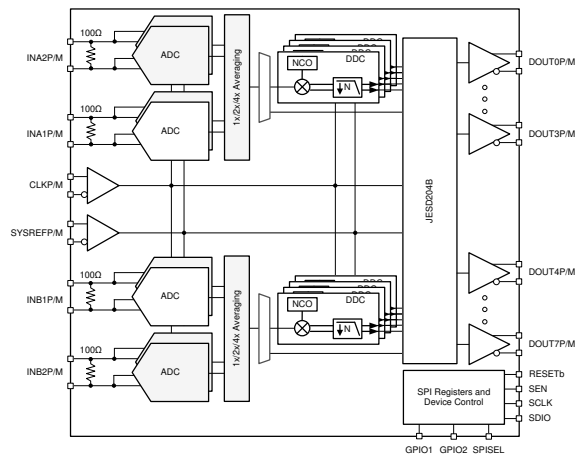 100Ω
INA2P/M
ADC
100Ω
INA1P/M
ADC
1x/2x/4x Averaging
DDC
NCO
DDC
N
JESD204B
DOUT0P/M
DOUT3P/M
CLKP/M
SYSREFP/M
100Ω
INB1P/M
ADC
100Ω
INB2P/M
ADC
1x/2x/4x Averaging
DDC
NCO
DDC
N
DOUT4P/M
DOUT7P/M
SPI Registers and
Device Control
RESETb
SEN
SCLK
SDIO
GPIO1
GPIO2
SPISEL